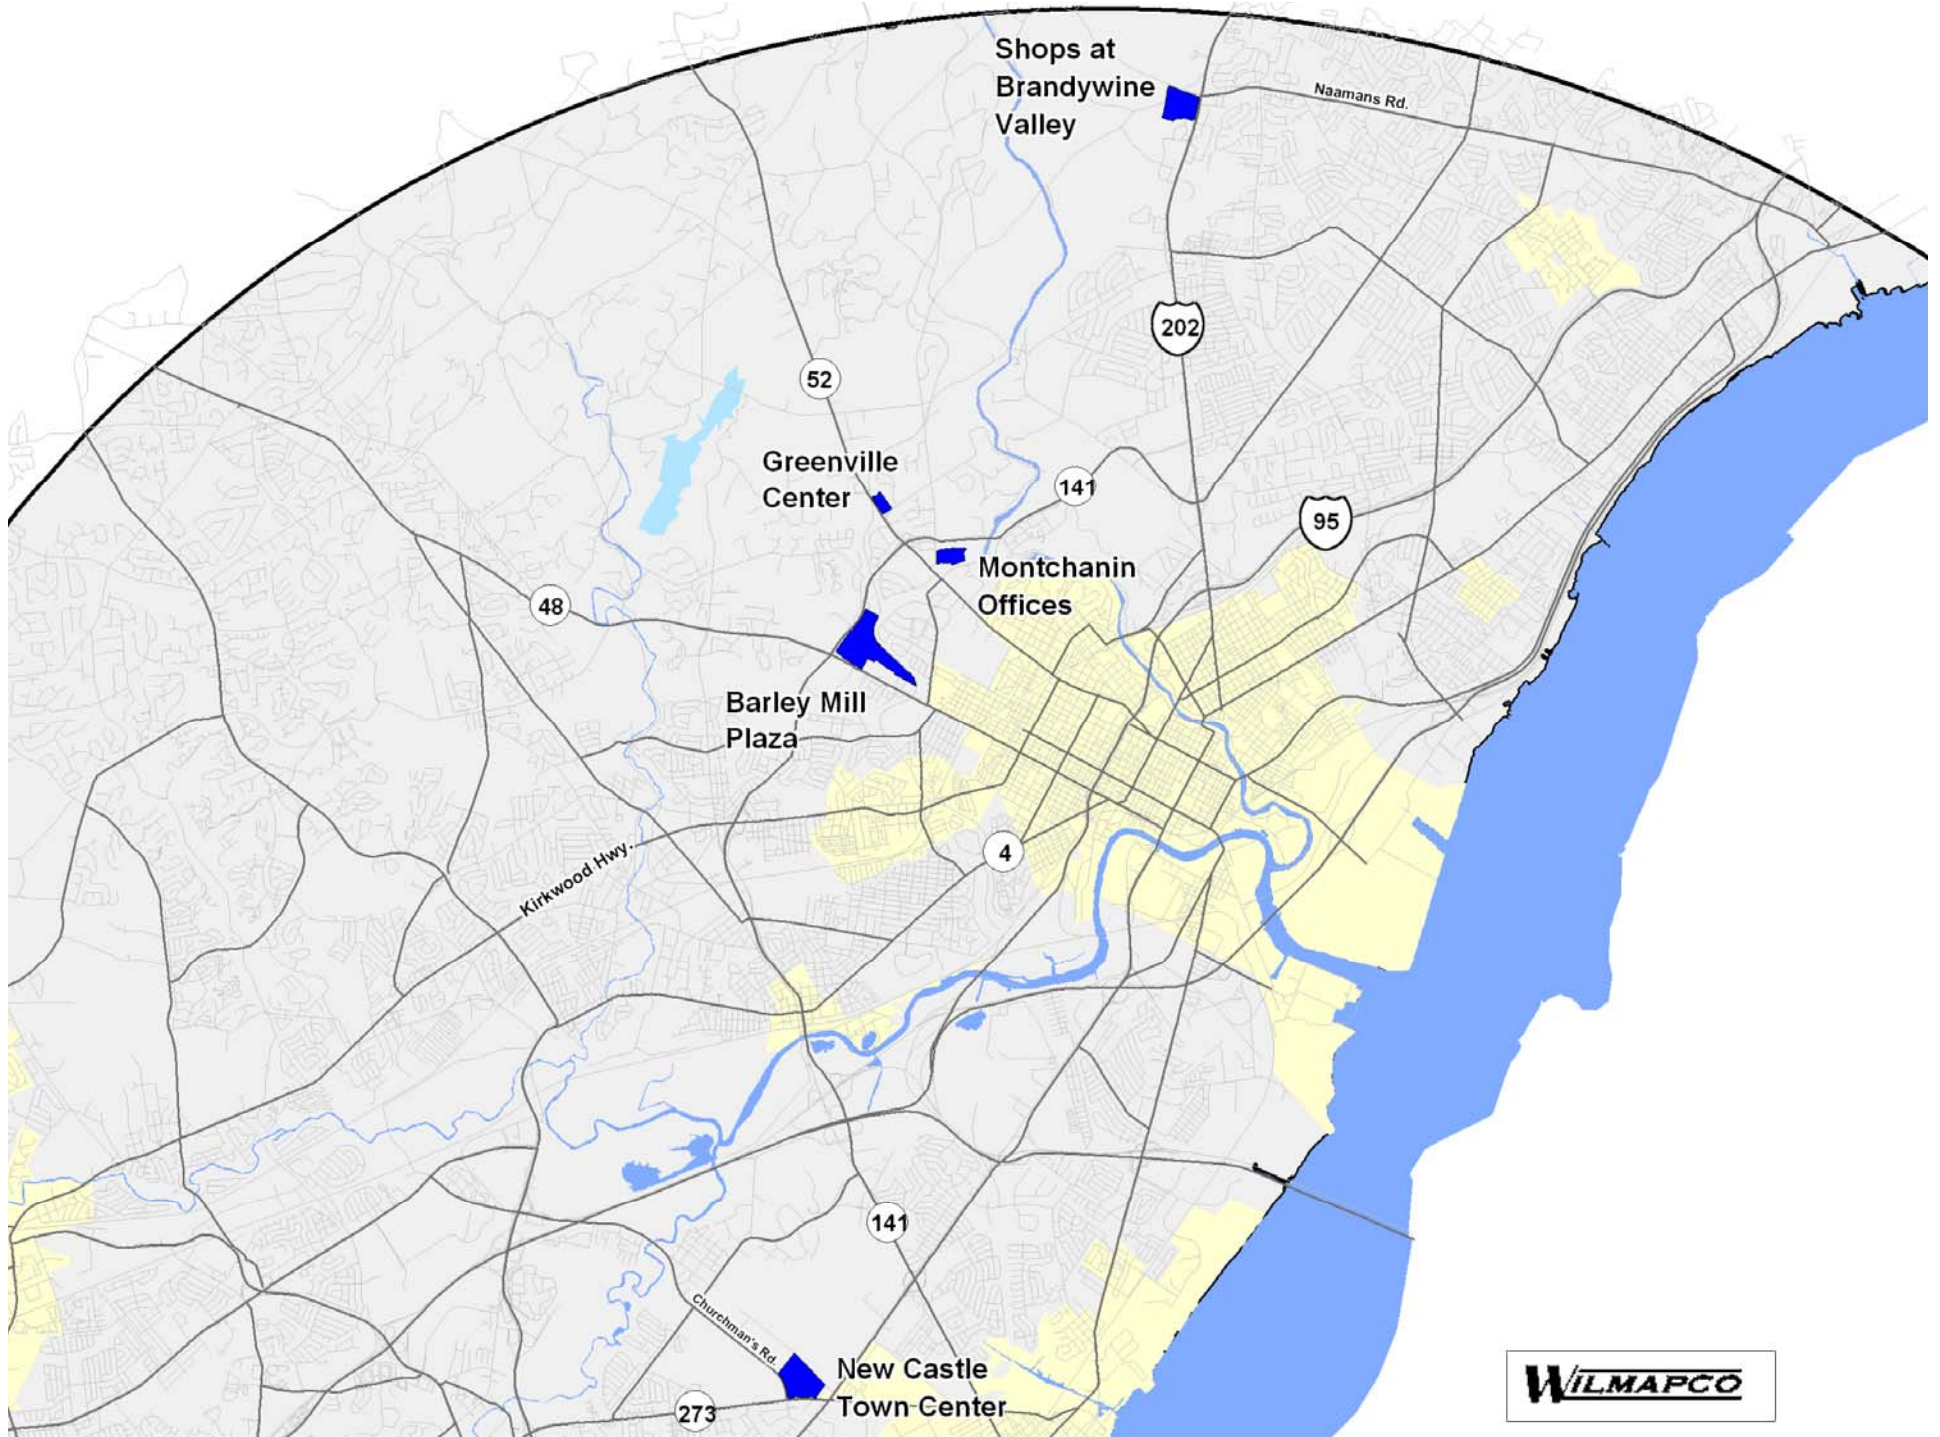 Shops at
Brandywine
Valley
Naamans Rd.
202
52
Greenville
Center
141
95
Montchanin
Offices
48
Barley Mill
Plaza
4
Kirkwood Hwy.
141
Churchman's Rd.
New Castle
Town Center
273
WILMAPCO